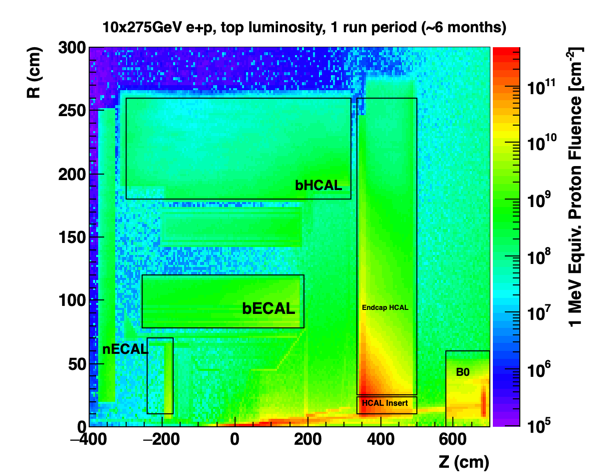 10x275GeV e+p, top luminosity, 1 run period (~6 months)
R (cm)
300
250
200
150
100
50
0
bHCAL
bECAL
nECAL
Endcap HCAL
HCAL Insert
B0
−400
−200
0
200
400
600
Z (cm)
10¹¹
10¹⁰
10⁹
10⁸
10⁷
10⁶
10⁵
1 MeV Equiv. Proton Fluence [cm⁻²]